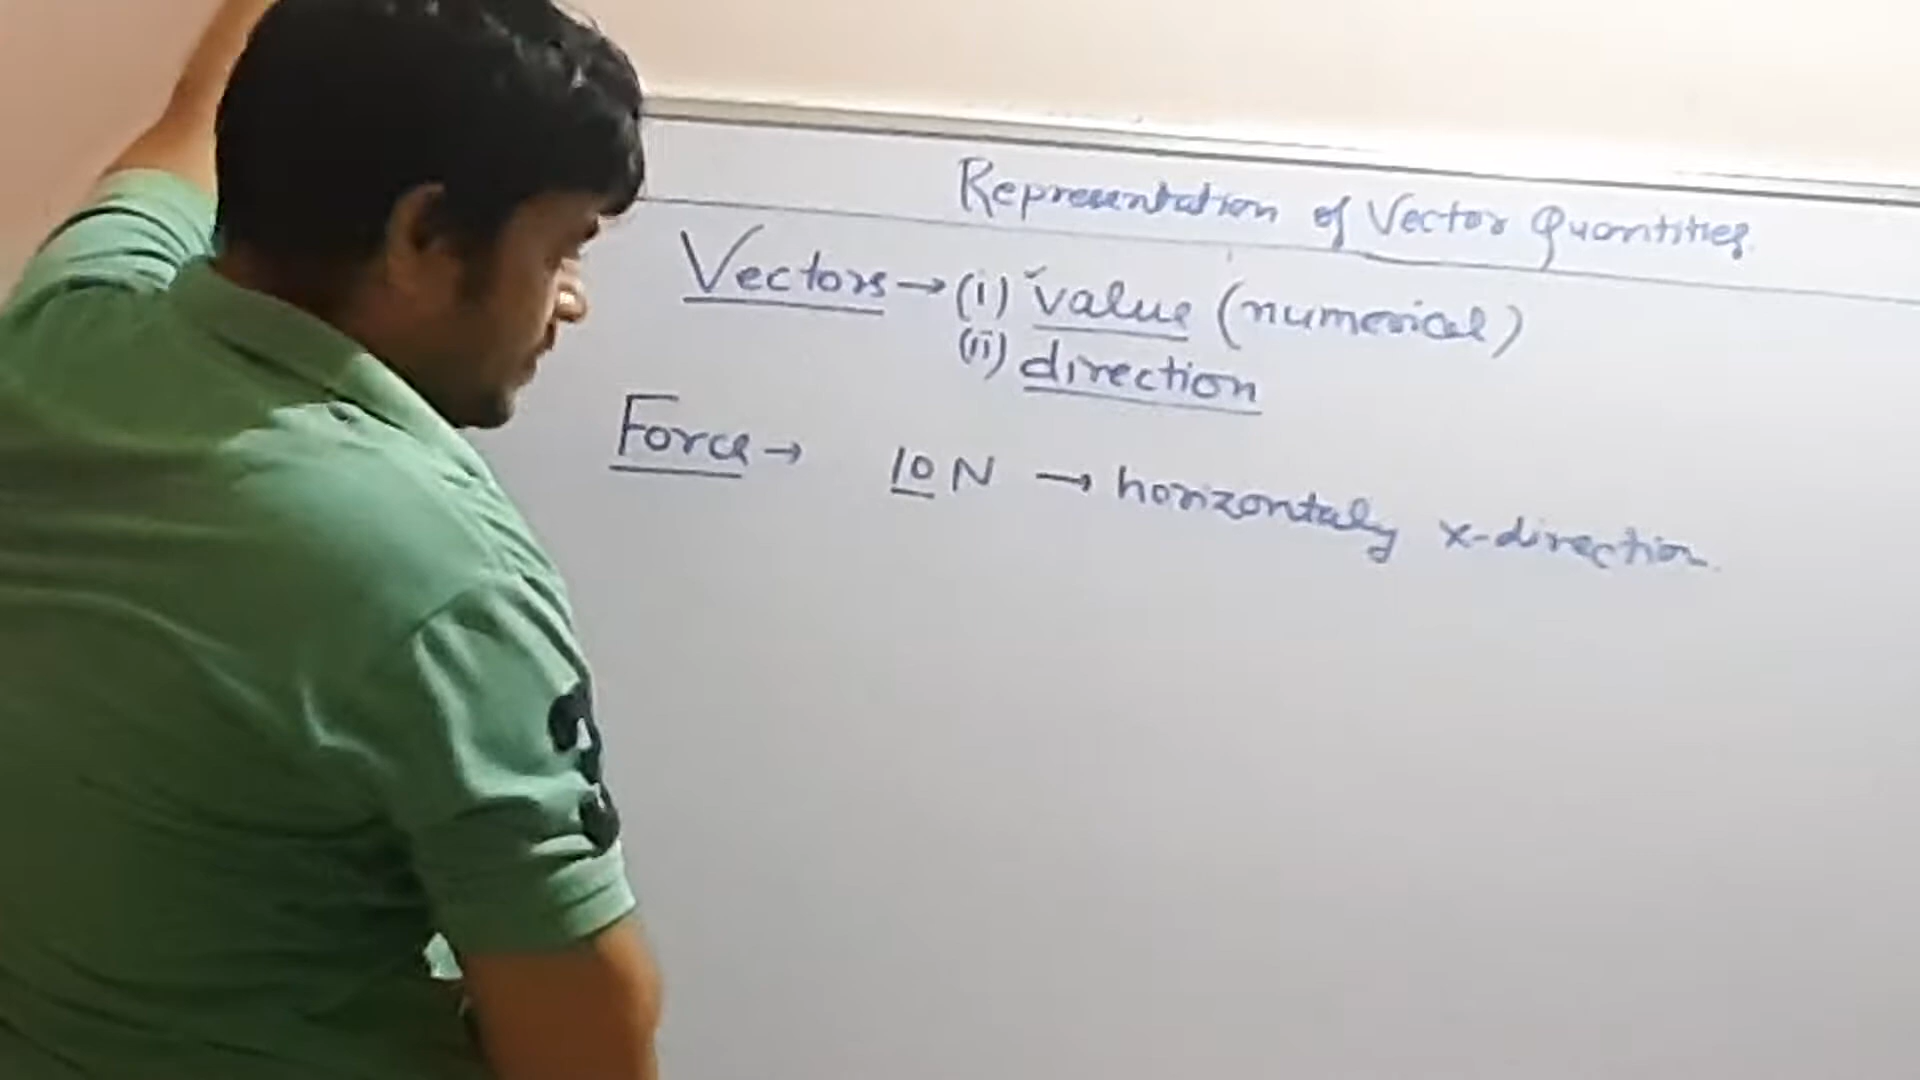 Representation of Vector Quantities
Vectors → (i) value (numerical)
(ii) direction
Force → 10 N → horizontaly x-direction